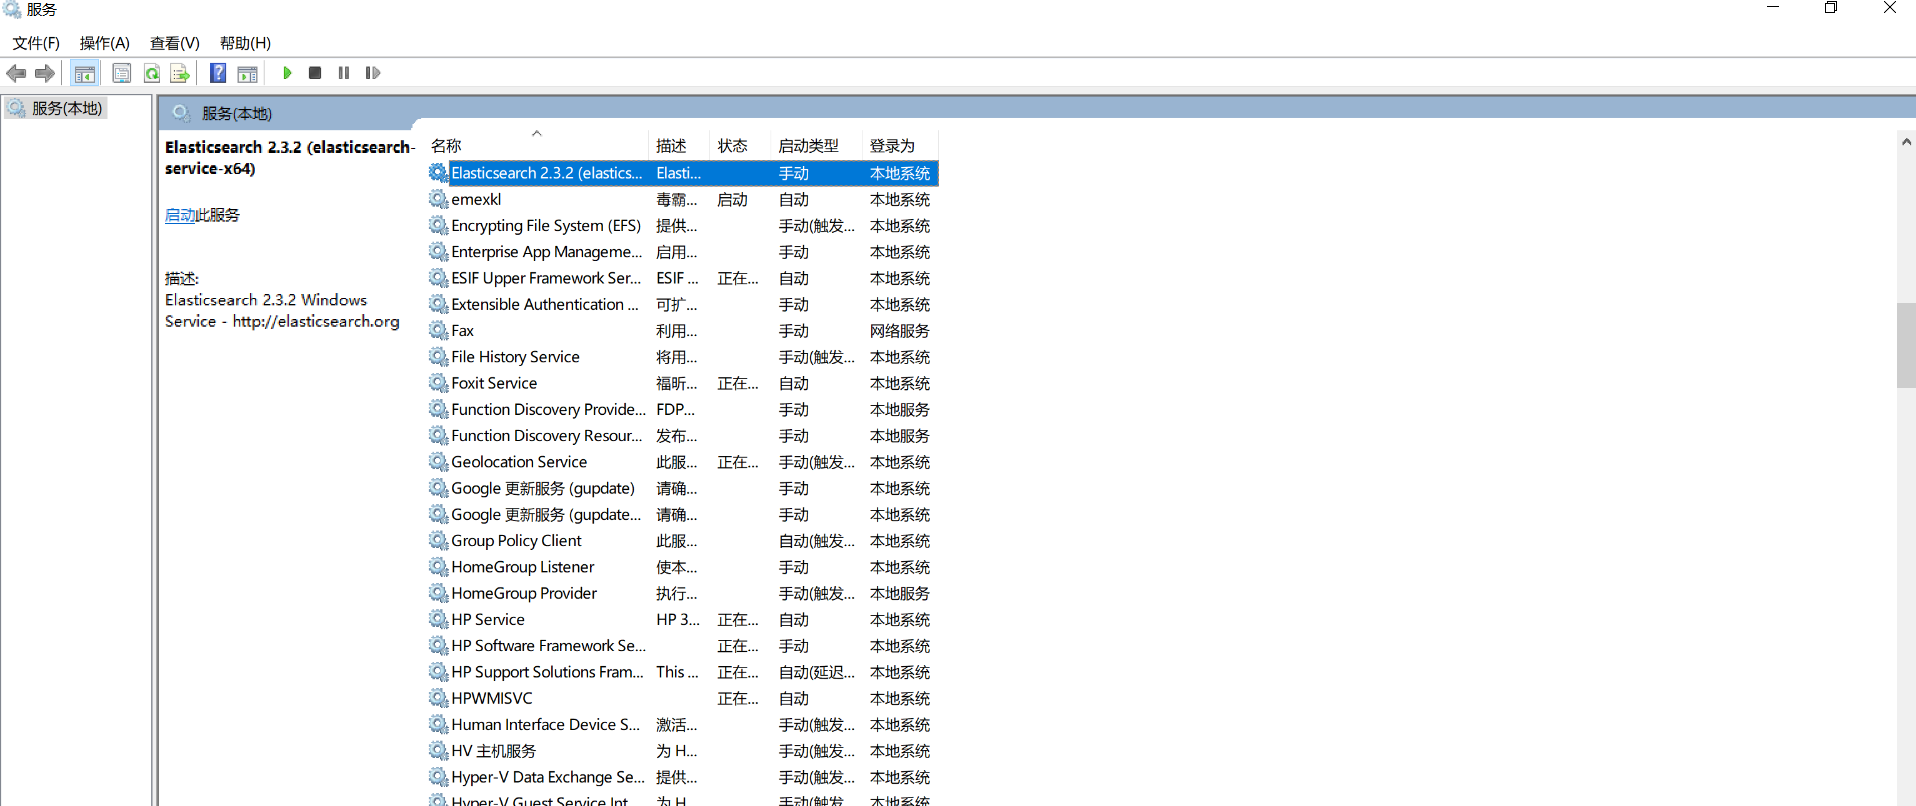 服务
文件(F) 操作(A) 查看(V) 帮助(H)
服务(本地)
服务(本地)
Elasticsearch 2.3.2 (elasticsearch-
service-x64)
启动此服务
描述:
Elasticsearch 2.3.2 Windows
Service - http://elasticsearch.org
名称 描述 状态 启动类型 登录为
Elasticsearch 2.3.2 (elastics... Elasti... 手动 本地系统
emexkl 毒霸... 启动 自动 本地系统
Encrypting File System (EFS) 提供... 手动(触发... 本地系统
Enterprise App Manageme... 启用... 手动 本地系统
ESIF Upper Framework Ser... ESIF ... 正在... 自动 本地系统
Extensible Authentication ... 可扩... 手动 本地系统
Fax 利用... 手动 网络服务
File History Service 将用... 手动(触发... 本地系统
Foxit Service 福昕... 正在... 自动 本地系统
Function Discovery Provide... FDP... 手动 本地服务
Function Discovery Resour... 发布... 手动 本地服务
Geolocation Service 此服... 正在... 手动(触发... 本地系统
Google 更新服务 (gupdate) 请确... 手动 本地系统
Google 更新服务 (gupdate... 请确... 手动 本地系统
Group Policy Client 此服... 自动(触发... 本地系统
HomeGroup Listener 使本... 手动 本地系统
HomeGroup Provider 执行... 手动(触发... 本地服务
HP Service HP 3... 正在... 自动 本地系统
HP Software Framework Se... 正在... 手动 本地系统
HP Support Solutions Fram... This ... 正在... 自动(延迟... 本地系统
HPWMISVC 正在... 自动 本地系统
Human Interface Device S... 激活... 手动(触发... 本地系统
HV 主机服务 为 H... 手动(触发... 本地系统
Hyper-V Data Exchange Se... 提供... 手动(触发... 本地系统
Hyper-V Guest Service Int... 为 H... 手动(触发... 本地系统